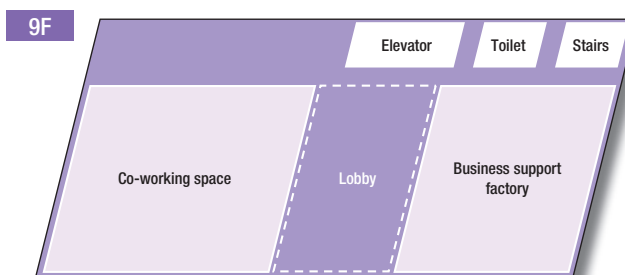 9F
Elevator
Toilet
Stairs
Co-working space
Lobby
Business support
factory